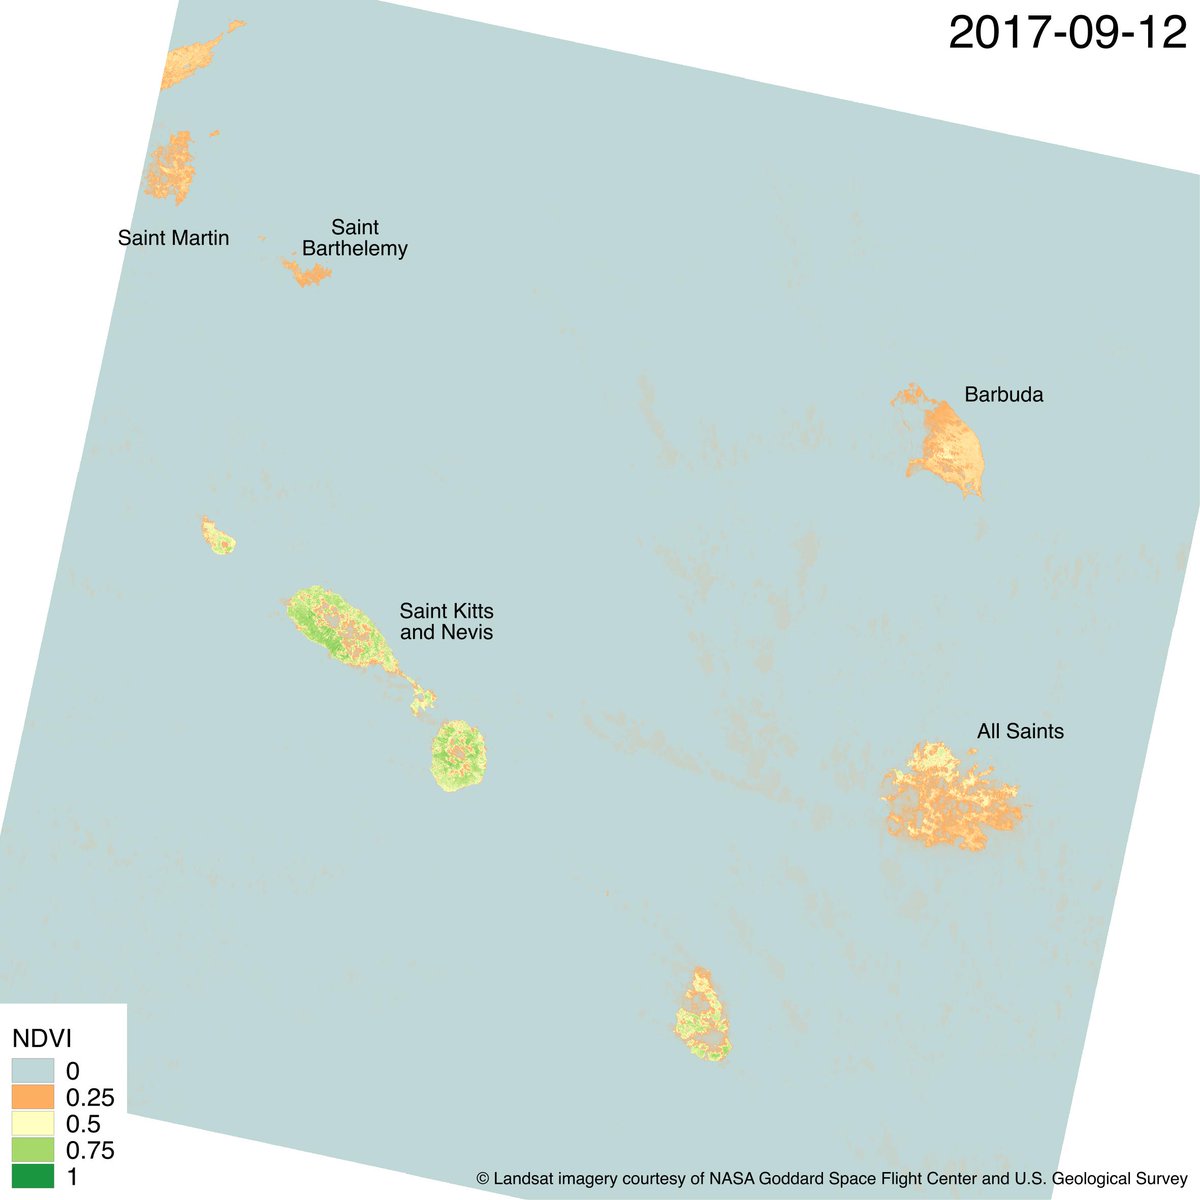 2017-09-12
Saint Martin
Saint
Barthelemy
Barbuda
Saint Kitts
and Nevis
All Saints
NDVI
0
0.25
0.5
0.75
1
© Landsat imagery courtesy of NASA Goddard Space Flight Center and U.S. Geological Survey